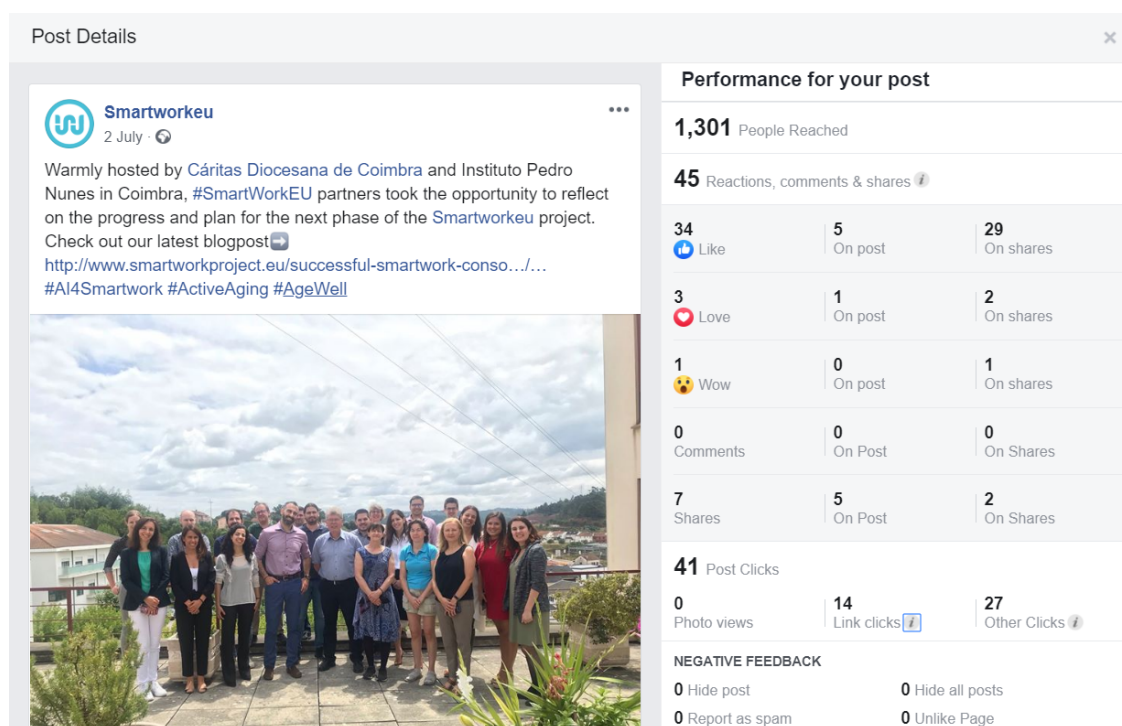 Post Details
×
Smartworkeu
2 July ·
Warmly hosted by Cáritas Diocesana de Coimbra and Instituto Pedro
Nunes in Coimbra, #SmartWorkEU partners took the opportunity to reflect
on the progress and plan for the next phase of the Smartworkeu project.
Check out our latest blogpost➡
http://www.smartworkproject.eu/successful-smartwork-conso…/…
#AI4Smartwork #ActiveAging #AgeWell
Performance for your post
1,301 People Reached
45 Reactions, comments & shares i
34 5 29
Like On post On shares
3 1 2
Love On post On shares
1 0 1
Wow On post On shares
0 0 0
Comments On Post On Shares
7 5 2
Shares On Post On Shares
41 Post Clicks
0 14 27
Photo views Link clicks i Other Clicks i
NEGATIVE FEEDBACK
0 Hide post 0 Hide all posts
0 Report as spam 0 Unlike Page